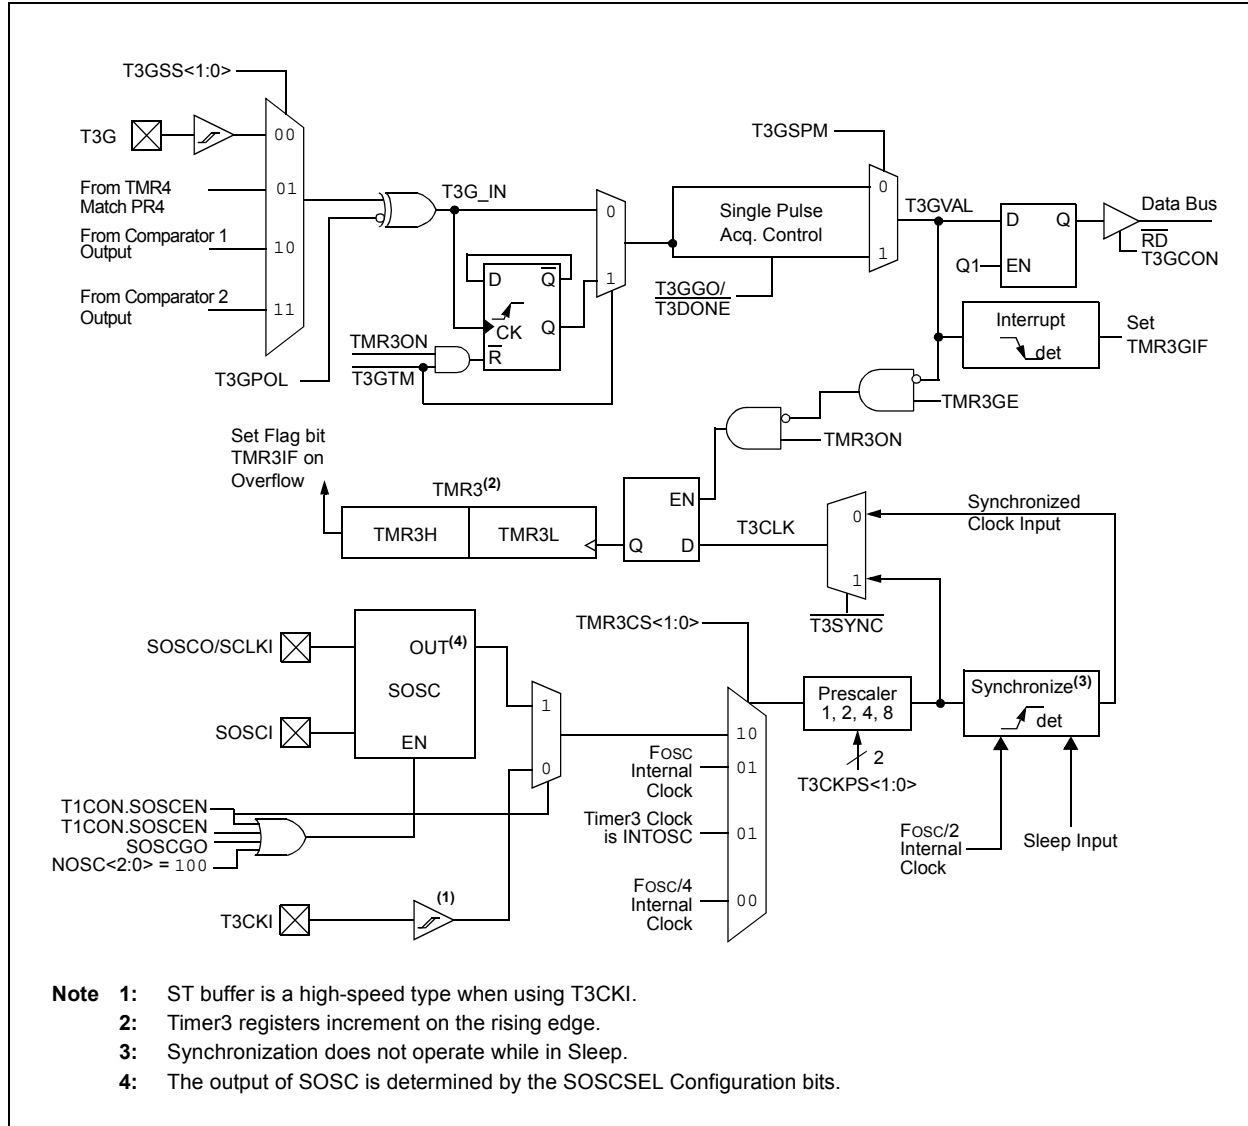 T3GSS<1:0>
T3G
00
From TMR4
Match PR4
01
From Comparator 1
Output
10
From Comparator 2
Output
11
T3GPOL
T3G_IN
0
1
D
Q
CK
Q
R
TMR3ON
T3GTM
T3GSPM
Single Pulse
Acq. Control
T3GGO/
T3DONE
0
1
T3GVAL
D
Q
Q1
EN
Data Bus
RD
T3GCON
Interrupt
det
Set
TMR3GIF
TMR3GE
TMR3ON
Set Flag bit
TMR3IF on
Overflow
TMR3(2)
TMR3H
TMR3L
EN
Q
D
T3CLK
0
1
T3SYNC
Synchronized
Clock Input
SOSCO/SCLKI
SOSCI
OUT(4)
SOSC
EN
1
0
T1CON.SOSCEN
T1CON.SOSCEN
SOSCGO
NOSC<2:0> = 100
T3CKI
(1)
TMR3CS<1:0>
10
FOSC
Internal
Clock
01
Timer3 Clock
is INTOSC
01
FOSC/4
Internal
Clock
00
Prescaler
1, 2, 4, 8
2
T3CKPS<1:0>
Synchronize(3)
det
FOSC/2
Internal
Clock
Sleep Input
Note 1: ST buffer is a high-speed type when using T3CKI.
2: Timer3 registers increment on the rising edge.
3: Synchronization does not operate while in Sleep.
4: The output of SOSC is determined by the SOSCSEL Configuration bits.